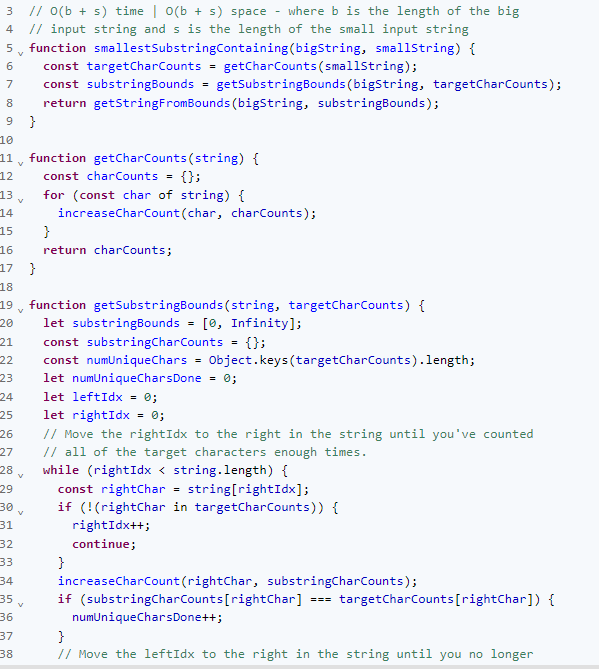 3 // O(b + s) time | O(b + s) space - where b is the length of the big
4 // input string and s is the length of the small input string
5 function smallestSubstringContaining(bigString, smallString) {
6   const targetCharCounts = getCharCounts(smallString);
7   const substringBounds = getSubstringBounds(bigString, targetCharCounts);
8   return getStringFromBounds(bigString, substringBounds);
9 }
10
11 function getCharCounts(string) {
12   const charCounts = {};
13   for (const char of string) {
14     increaseCharCount(char, charCounts);
15   }
16   return charCounts;
17 }
18
19 function getSubstringBounds(string, targetCharCounts) {
20   let substringBounds = [0, Infinity];
21   const substringCharCounts = {};
22   const numUniqueChars = Object.keys(targetCharCounts).length;
23   let numUniqueCharsDone = 0;
24   let leftIdx = 0;
25   let rightIdx = 0;
26   // Move the rightIdx to the right in the string until you've counted
27   // all of the target characters enough times.
28   while (rightIdx < string.length) {
29     const rightChar = string[rightIdx];
30     if (!(rightChar in targetCharCounts)) {
31       rightIdx++;
32       continue;
33     }
34     increaseCharCount(rightChar, substringCharCounts);
35     if (substringCharCounts[rightChar] === targetCharCounts[rightChar]) {
36       numUniqueCharsDone++;
37     }
38     // Move the leftIdx to the right in the string until you no longer